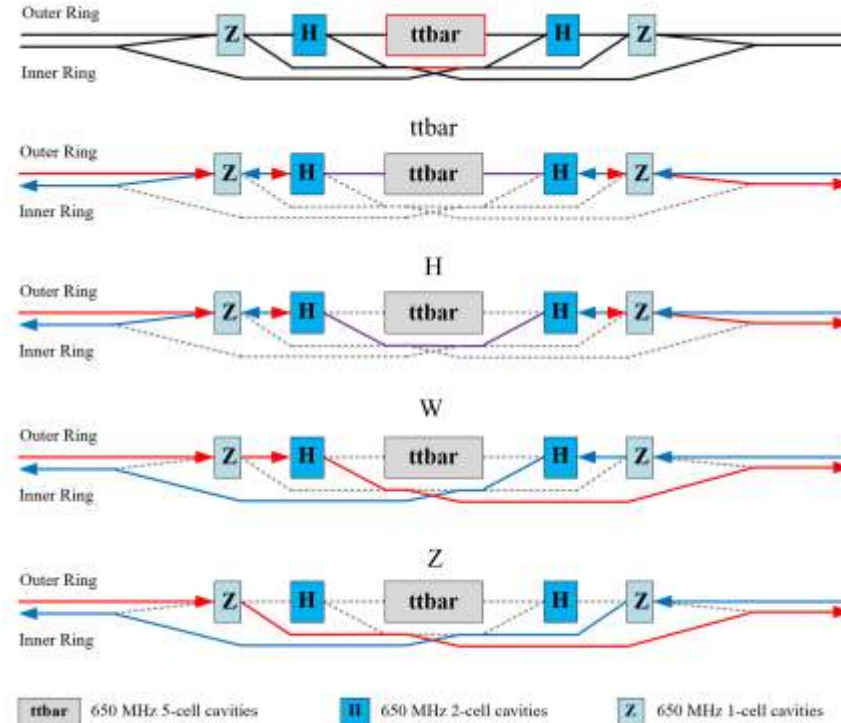 Outer Ring
Z H ttbar H Z
Inner Ring
ttbar
Outer Ring
Z H ttbar H Z
Inner Ring
H
Outer Ring
Z H ttbar H Z
Inner Ring
W
Outer Ring
Z H ttbar H Z
Inner Ring
Z
Outer Ring
Z H ttbar H Z
Inner Ring
ttbar 650 MHz 5-cell cavities H 650 MHz 2-cell cavities Z 650 MHz 1-cell cavities